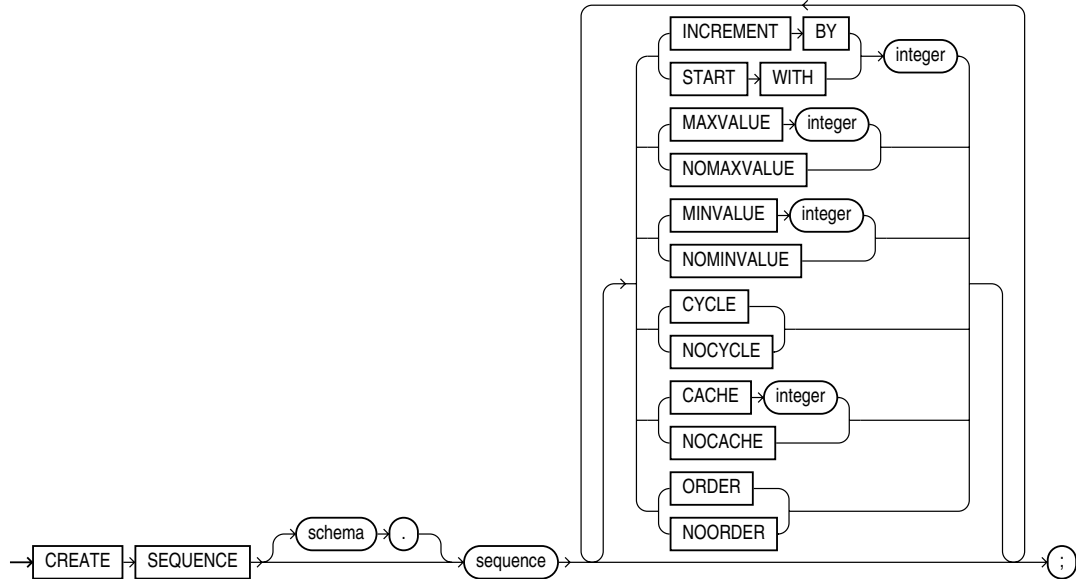 INCREMENT BY
integer
START WITH
MAXVALUE integer
NOMAXVALUE
MINVALUE integer
NOMINVALUE
CYCLE
NOCYCLE
CACHE integer
NOCACHE
ORDER
NOORDER
schema .
CREATE SEQUENCE sequence ;